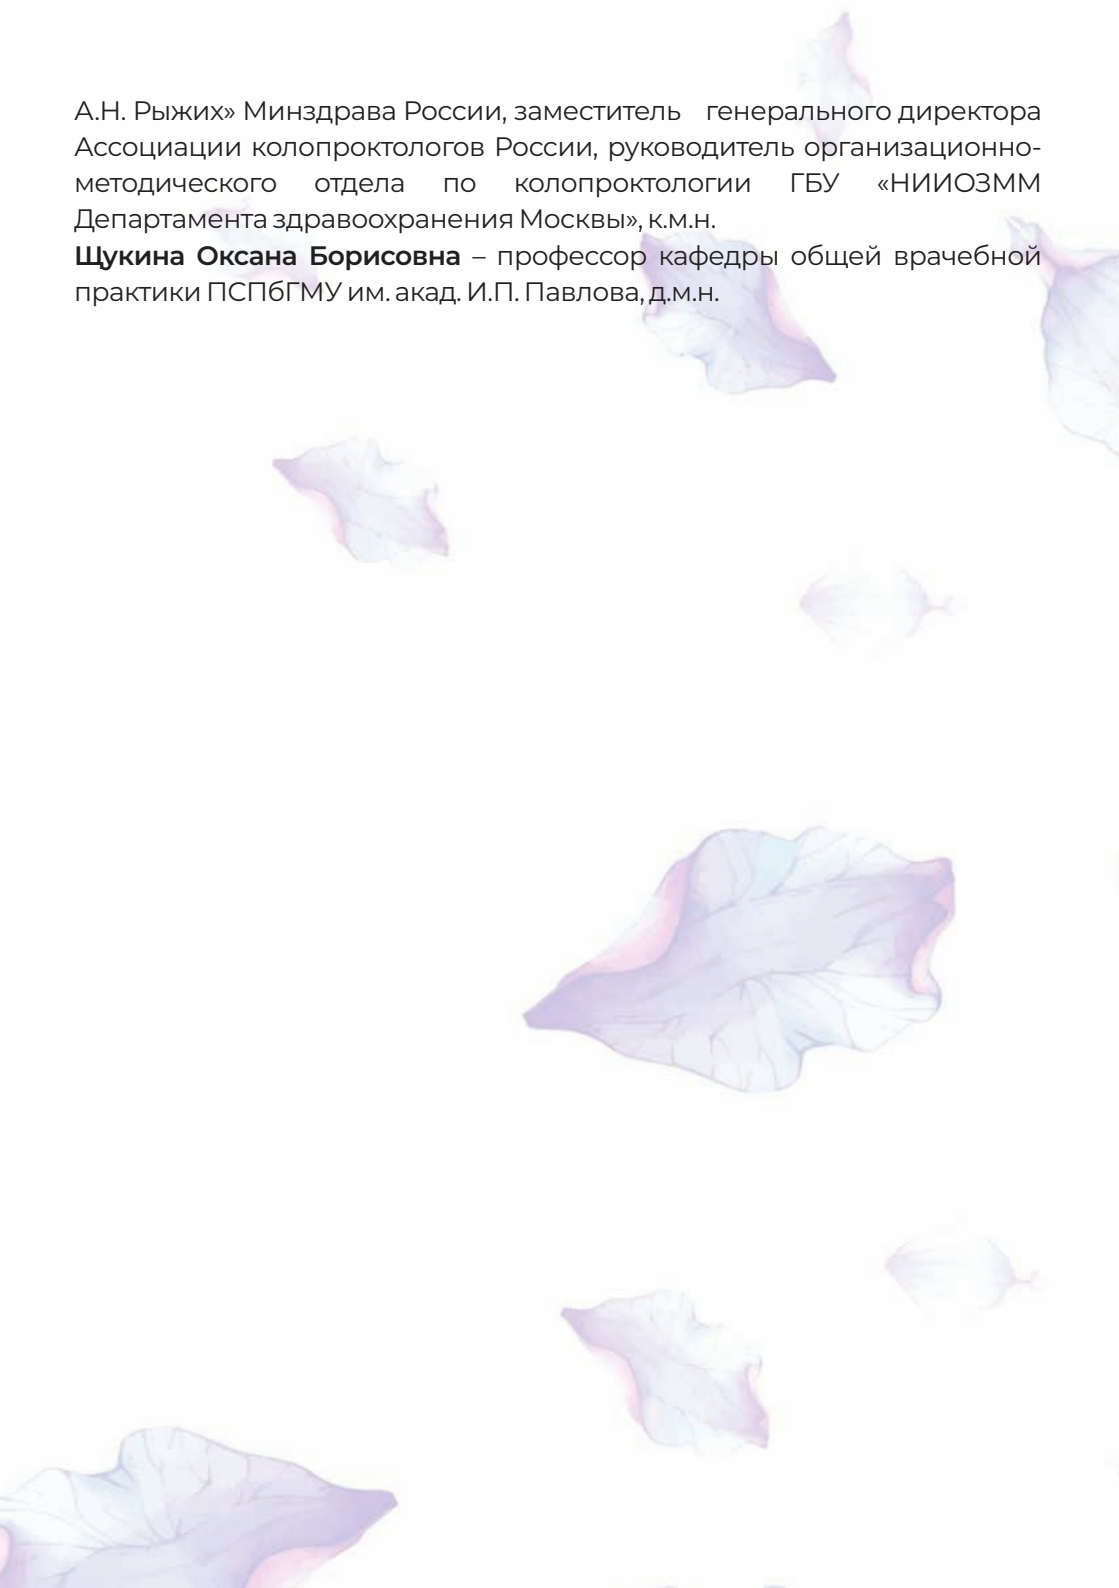 А.Н. Рыжих» Минздрава России, заместитель генерального директора
Ассоциации колопроктологов России, руководитель организационно-
методического отдела по колопроктологии ГБУ «НИИОЗММ
Департамента здравоохранения Москвы», к.м.н.
Щукина Оксана Борисовна – профессор кафедры общей врачебной
практики ПСПбГМУ им. акад. И.П. Павлова, д.м.н.